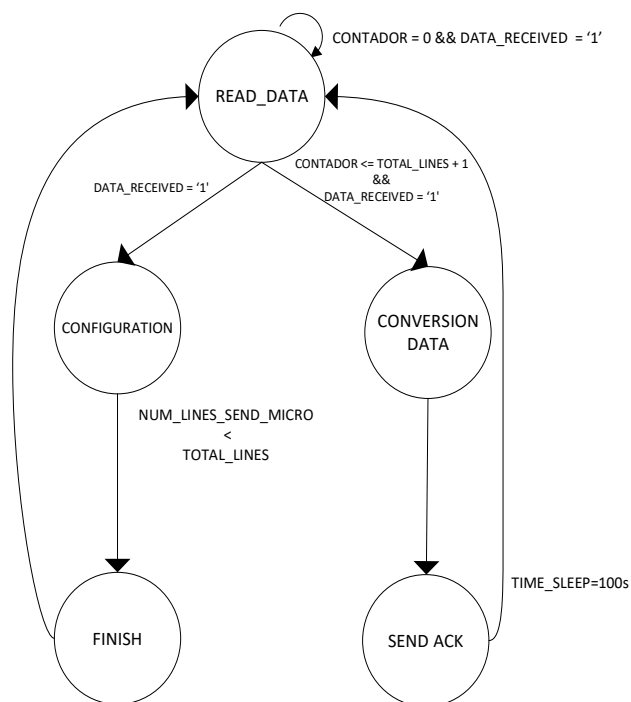 CONTADOR = 0 && DATA_RECEIVED = ‘1’
READ_DATA
CONTADOR <= TOTAL_LINES + 1
&&
DATA_RECEIVED = ‘1'
DATA_RECEIVED = ‘1'
CONFIGURATION
CONVERSION
DATA
NUM_LINES_SEND_MICRO
<
TOTAL_LINES
TIME_SLEEP=100s
FINISH
SEND ACK